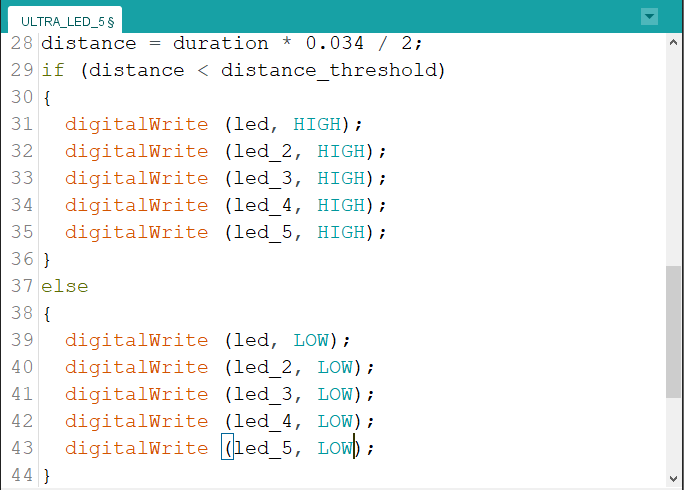 ULTRA_LED_5 §
28 distance = duration * 0.034 / 2;
29 if (distance < distance_threshold)
30 {
31   digitalWrite (led, HIGH);
32   digitalWrite (led_2, HIGH);
33   digitalWrite (led_3, HIGH);
34   digitalWrite (led_4, HIGH);
35   digitalWrite (led_5, HIGH);
36 }
37 else
38 {
39   digitalWrite (led, LOW);
40   digitalWrite (led_2, LOW);
41   digitalWrite (led_3, LOW);
42   digitalWrite (led_4, LOW);
43   digitalWrite (led_5, LOW);
44 }